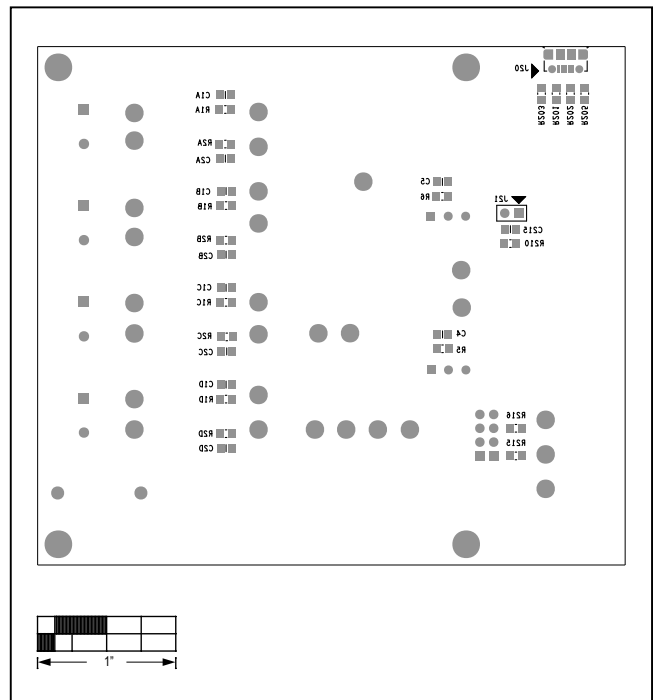 J20
C1A
R1A
R203
R201
R202
R205
R2A
C2A
C5
R6
C1B
R1B
J21
C215
R210
R2B
C2B
C1C
R1C
R2C
C2C
C4
R5
C1D
R1D
R216
R2D
R215
C2D
1"